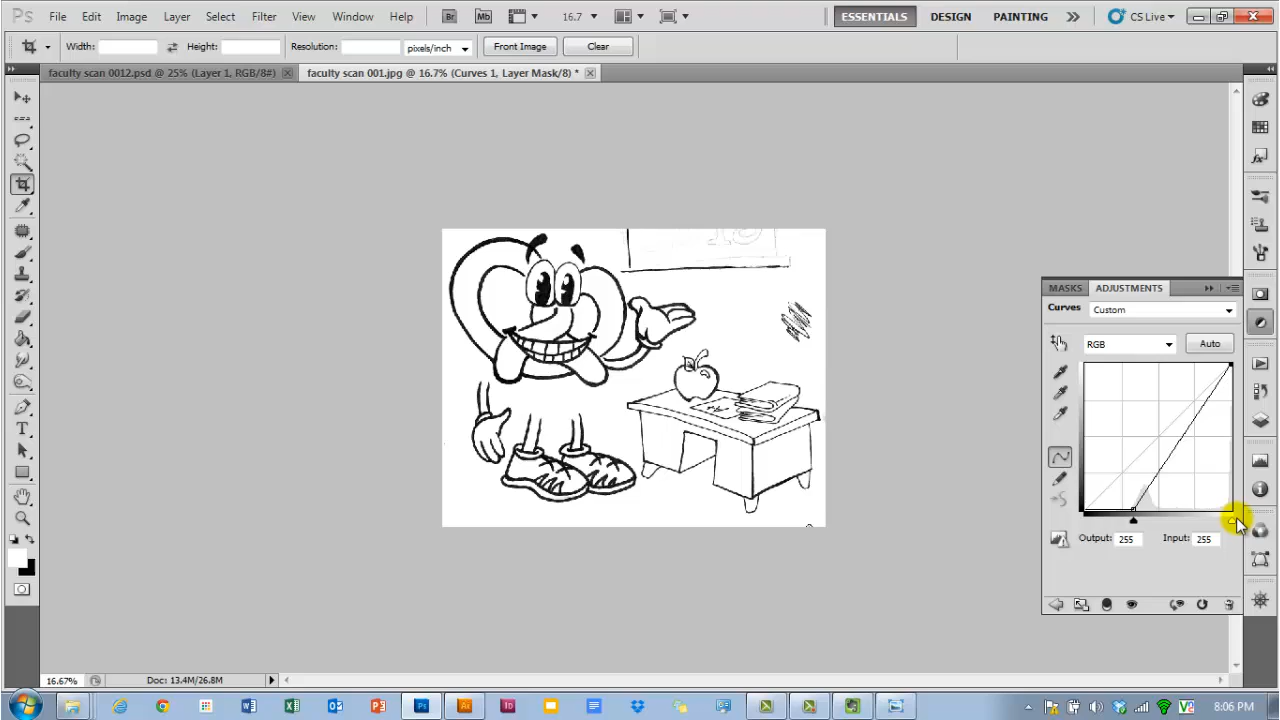 Ps File Edit Image Layer Select Filter View Window Help Br Mb 16.7 ESSENTIALS DESIGN PAINTING CS Live
Width: Height: Resolution: pixels/inch Front Image Clear
faculty scan 0012.psd @ 25% (Layer 1, RGB/8#) faculty scan 001.jpg @ 16.7% (Curves 1, Layer Mask/8) *
MASKS ADJUSTMENTS
Curves Custom
RGB Auto
Output: 255 Input: 255
16.67% Doc: 13.4M/26.8M
8:06 PM